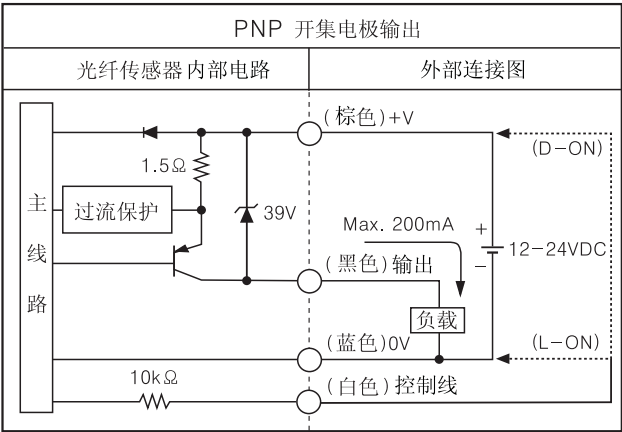 PNP 开集电极输出
光纤传感器内部电路
外部连接图
(棕色)+V
(D-ON)
1.5Ω
主线路
过流保护
39V
Max. 200mA
+
12-24VDC
-
(黑色)输出
负载
(蓝色)0V
(L-ON)
10kΩ
(白色)控制线